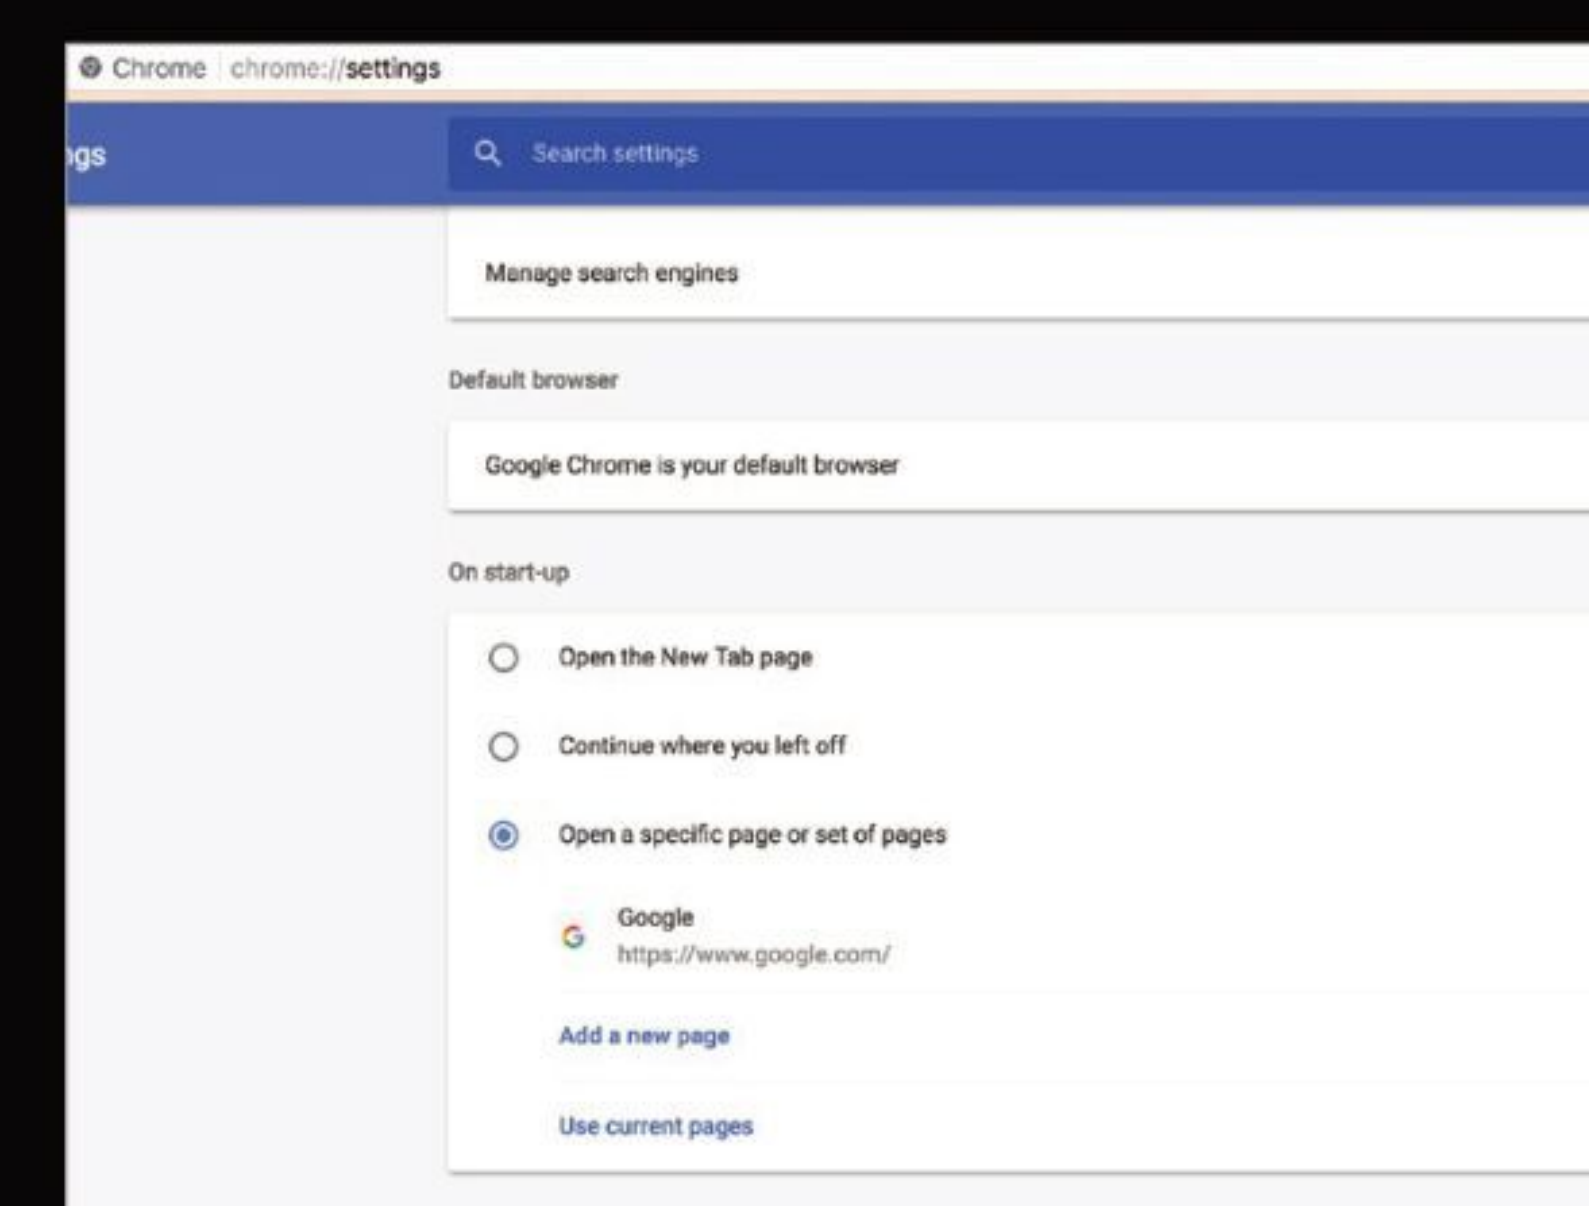 Chrome chrome://settings
ngs
Search settings
Manage search engines
Default browser
Google Chrome is your default browser
On start-up
Open the New Tab page
Continue where you left off
Open a specific page or set of pages
Google
https://www.google.com/
Add a new page
Use current pages